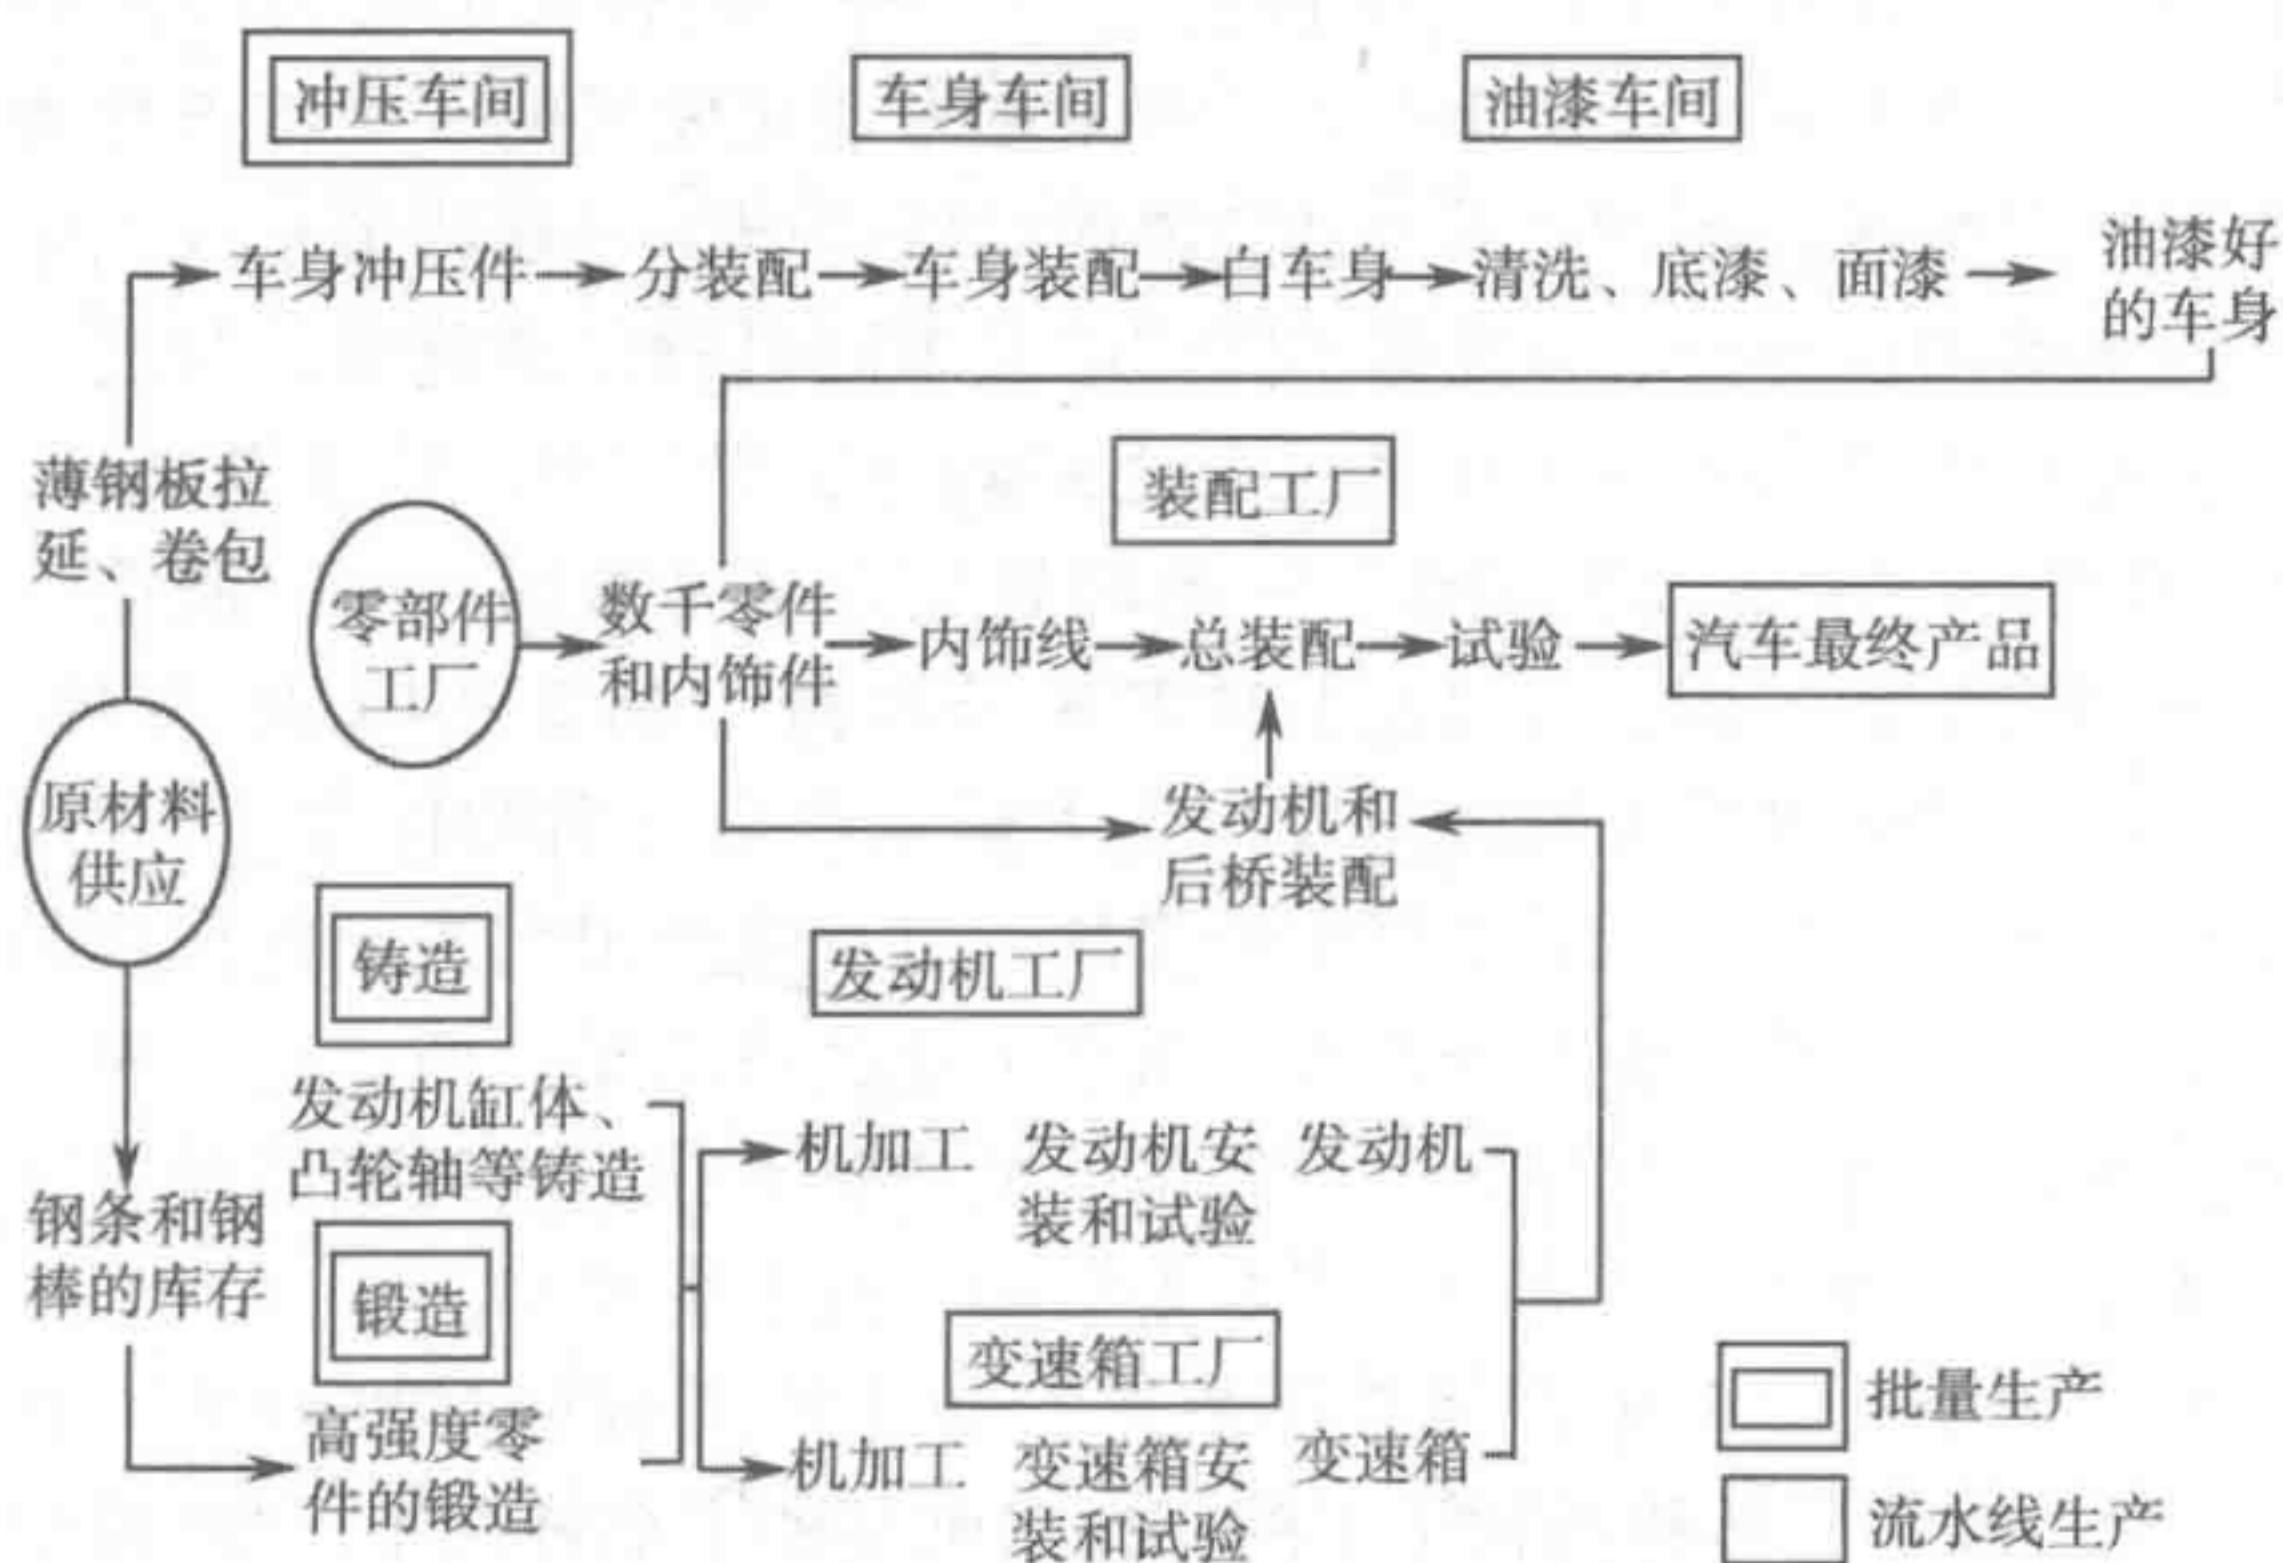 冲压车间
车身车间
油漆车间
车身冲压件
分装配
车身装配
白车身
清洗、底漆、面漆
油漆好
的车身
薄钢板拉
延、卷包
装配工厂
零部件
工厂
数千零件
和内饰件
内饰线
总装配
试验
汽车最终产品
原材料
供应
发动机和
后桥装配
铸造
发动机工厂
发动机缸体、
凸轮轴等铸造
机加工
发动机安
装和试验
发动机
钢条和钢
棒的库存
锻造
变速箱工厂
高强度零
件的锻造
机加工
变速箱安
装和试验
变速箱
批量生产
流水线生产